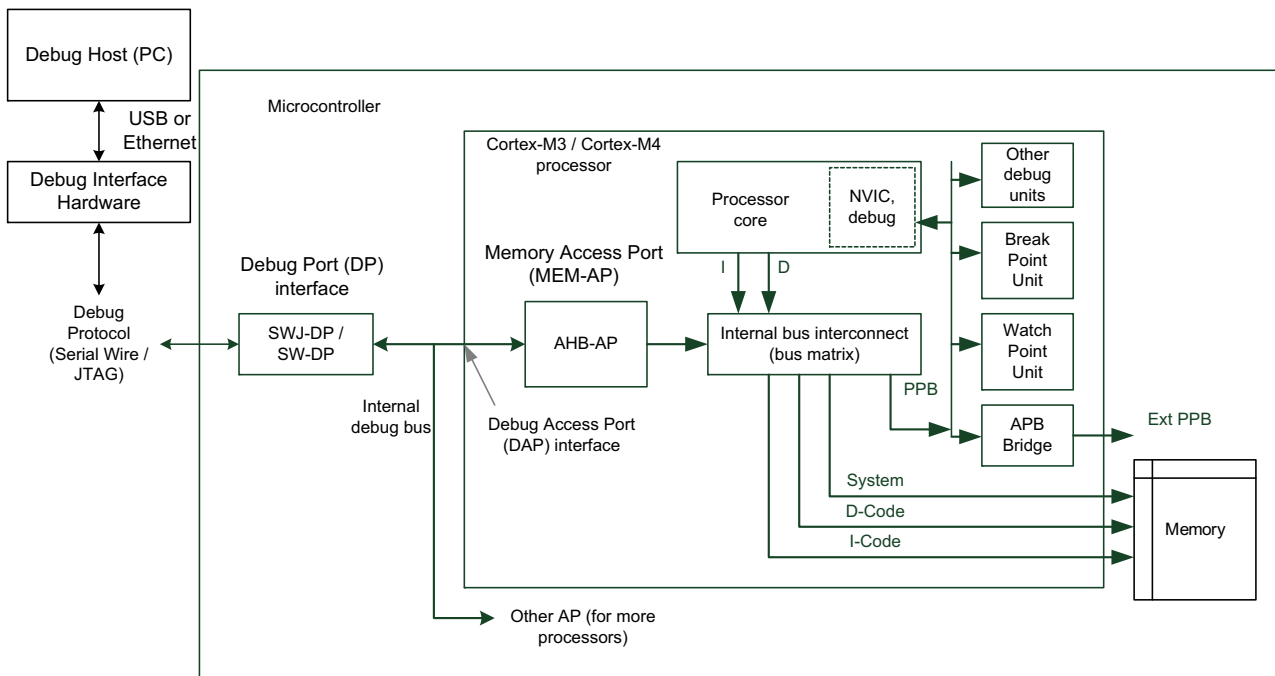 Debug Host (PC)
USB or
Ethernet
Debug Interface
Hardware
Debug
Protocol
(Serial Wire /
JTAG)
Microcontroller
Debug Port (DP)
interface
SWJ-DP /
SW-DP
Internal
debug bus
Cortex-M3 / Cortex-M4
processor
Memory Access Port
(MEM-AP)
AHB-AP
Debug Access Port
(DAP) interface
Other AP (for more
processors)
Processor
core
NVIC,
debug
I
D
Internal bus interconnect
(bus matrix)
PPB
Other
debug
units
Break
Point
Unit
Watch
Point
Unit
APB
Bridge
Ext PPB
System
D-Code
I-Code
Memory